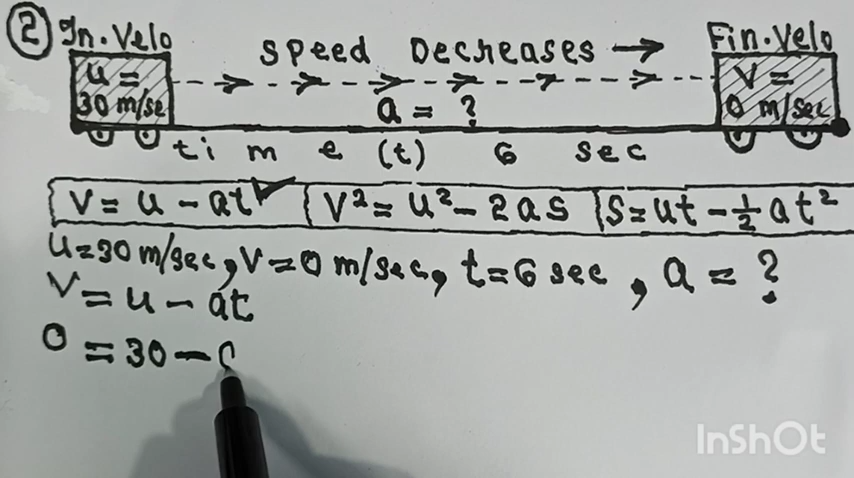 2 In. Velo SPEED DECREASES → Fin. Velo
u = 30 m/sec a = ? V = 0 m/sec
time (t) 6 sec
V = u - at ✓ V² = u² - 2as S = ut - ½ at²
u = 30 m/sec, V = 0 m/sec, t = 6 sec, a = ?
V = u - at
0 = 30 -
InShOt